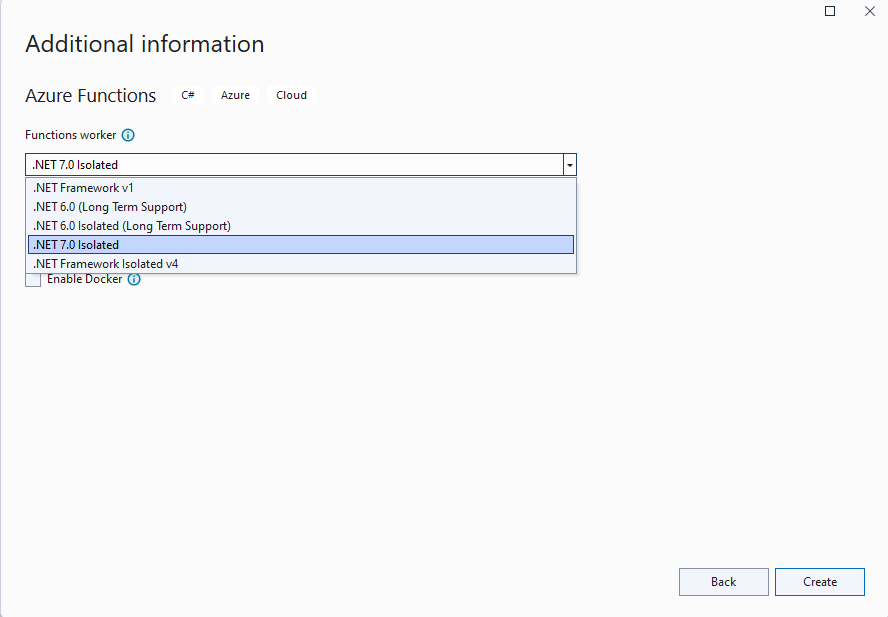 Additional information
Azure Functions C# Azure Cloud
Functions worker
.NET 7.0 Isolated
.NET Framework v1
.NET 6.0 (Long Term Support)
.NET 6.0 Isolated (Long Term Support)
.NET 7.0 Isolated
.NET Framework Isolated v4
Enable Docker
Back Create